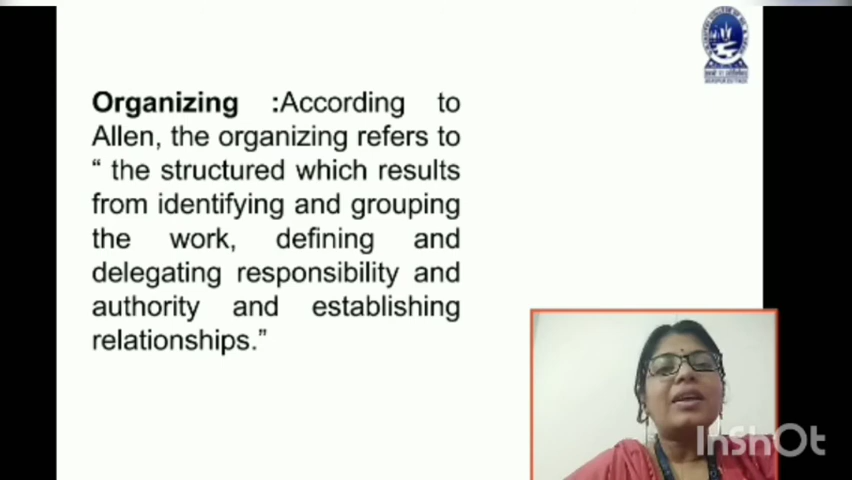 Organizing :According to
Allen, the organizing refers to
“ the structured which results
from identifying and grouping
the work, defining and
delegating responsibility and
authority and establishing
relationships.”
InShOt